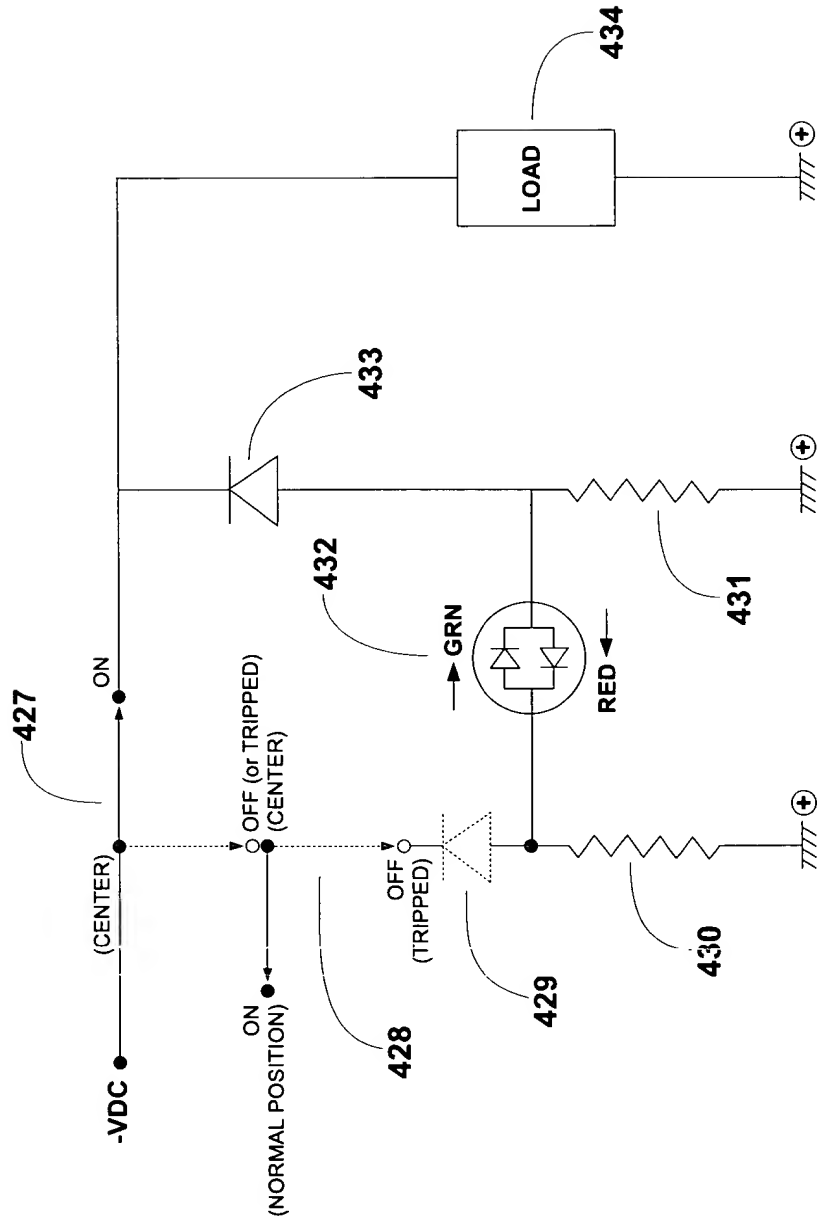 -VDC
(CENTER)
427
ON
ON
(NORMAL POSITION)
OFF (or TRIPPED)
(CENTER)
428
OFF
(TRIPPED)
429
430
432
GRN
RED
433
431
LOAD
434
+
+
+